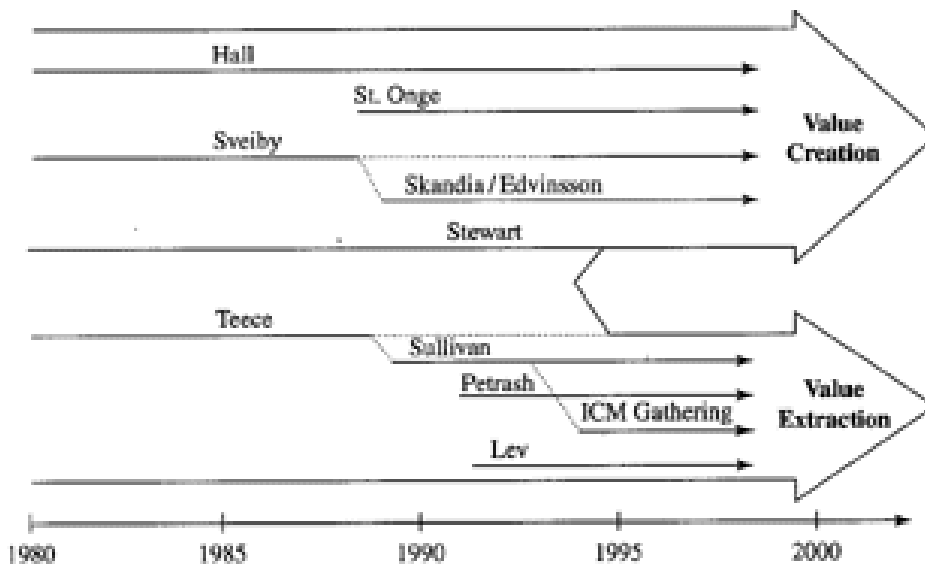 Hall
St. Onge
Value
Creation
Sveiby
Skandia / Edvinsson
Stewart
Teece
Sullivan
Petrash
Value
Extraction
ICM Gathering
Lev
1980 1985 1990 1995 2000